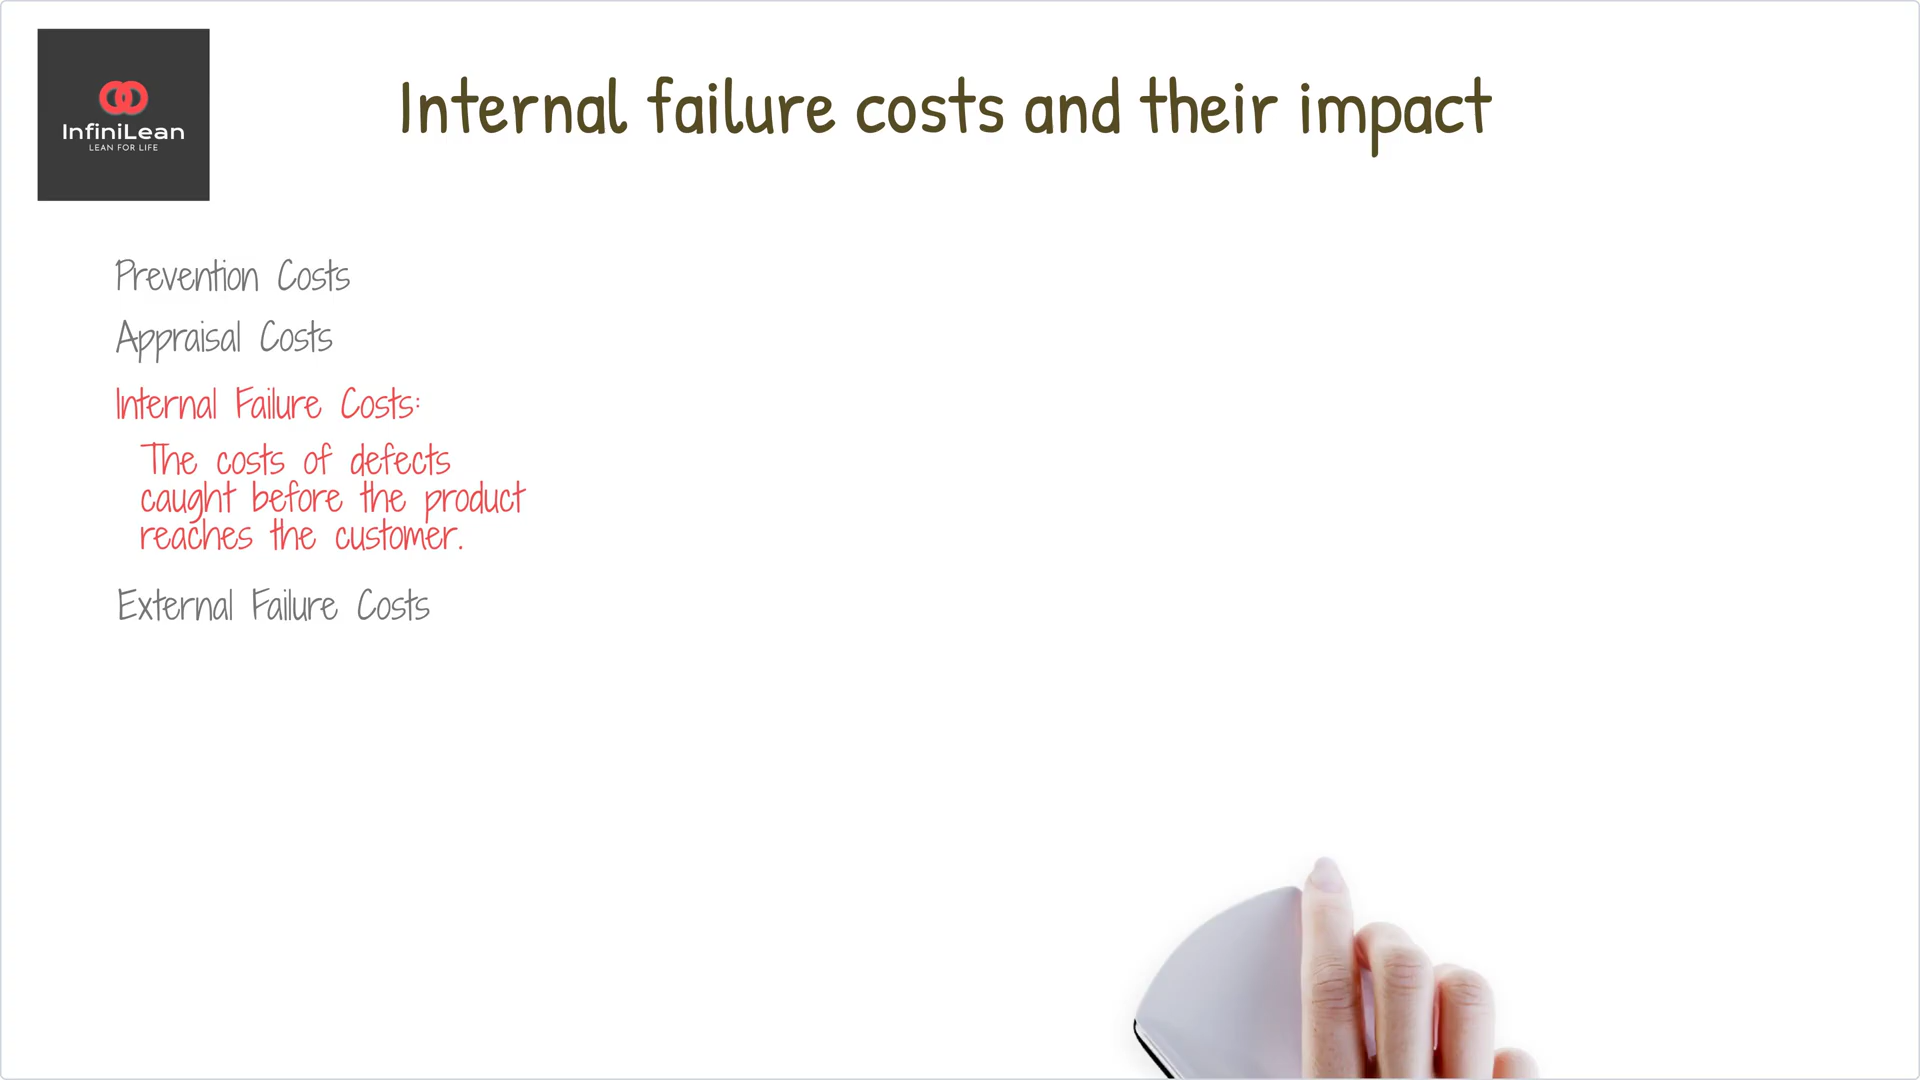 InfiniLean
LEAN FOR LIFE
Internal failure costs and their impact
Prevention Costs
Appraisal Costs
Internal Failure Costs:
The costs of defects
caught before the product
reaches the customer.
External Failure Costs